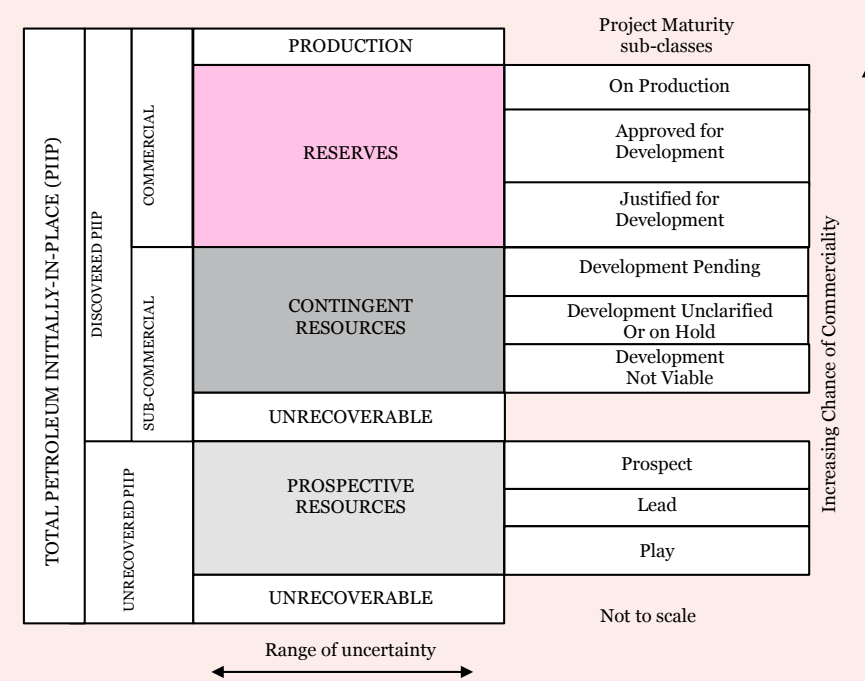 Project Maturity
sub-classes
TOTAL PETROLEUM INITIALLY-IN-PLACE (PIIP)
DISCOVERED PIIP
COMMERCIAL
PRODUCTION
RESERVES
On Production
Approved for
Development
Justified for
Development
SUB-COMMERCIAL
CONTINGENT
RESOURCES
Development Pending
Development Unclarified
Or on Hold
Development
Not Viable
UNRECOVERABLE
UNRECOVERED PIIP
PROSPECTIVE
RESOURCES
Prospect
Lead
Play
UNRECOVERABLE
Increasing Chance of Commerciality
Not to scale
Range of uncertainty